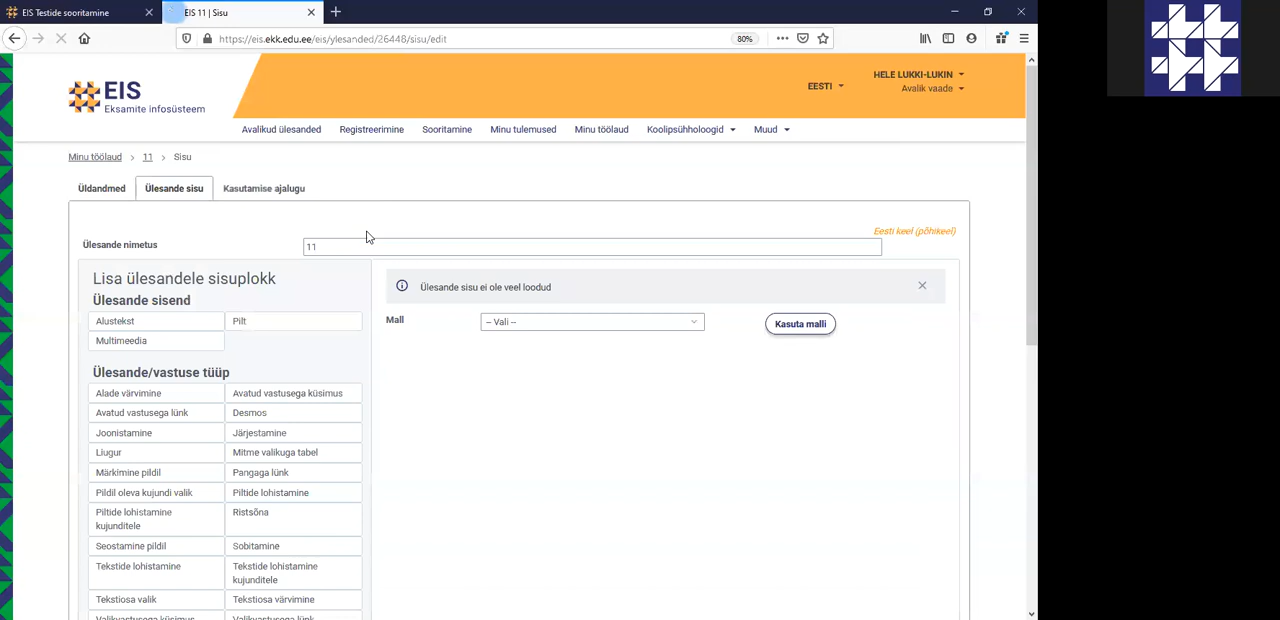 EIS Testide sooritamine
EIS 11 | Sisu
https://eis.ekk.edu.ee/eis/ylesanded/26448/sisu/edit
80%
EIS
Eksamite infosüsteem
EESTI
HELE LUKKI-LUKIN
Avalik vaade
Avalikud ülesanded Registreerimine Sooritamine Minu tulemused Minu töölaud Koolipsühholoogid Muud
Minu töölaud > 11 > Sisu
Üldandmed Ülesande sisu Kasutamise ajalugu
Eesti keel (põhikeel)
Ülesande nimetus 11
Lisa ülesandele sisuplokk
Ülesande sisend
Alustekst Pilt
Multimeedia
Ülesande/vastuse tüüp
Alade värvimine Avatud vastusega küsimus
Avatud vastusega lünk Desmos
Joonistamine Järjestamine
Liugur Mitme valikuga tabel
Märkimine pildil Pangaga lünk
Pildil oleva kujundi valik Piltide lohistamine
Piltide lohistamine kujunditele Ristsõna
Seostamine pildil Sobitamine
Tekstide lohistamine Tekstide lohistamine kujunditele
Tekstiosa valik Tekstiosa värvimine
Valikvastusega küsimus Valikvastusega lünk
Ülesande sisu ei ole veel loodud
Mall -- Vali -- Kasuta malli